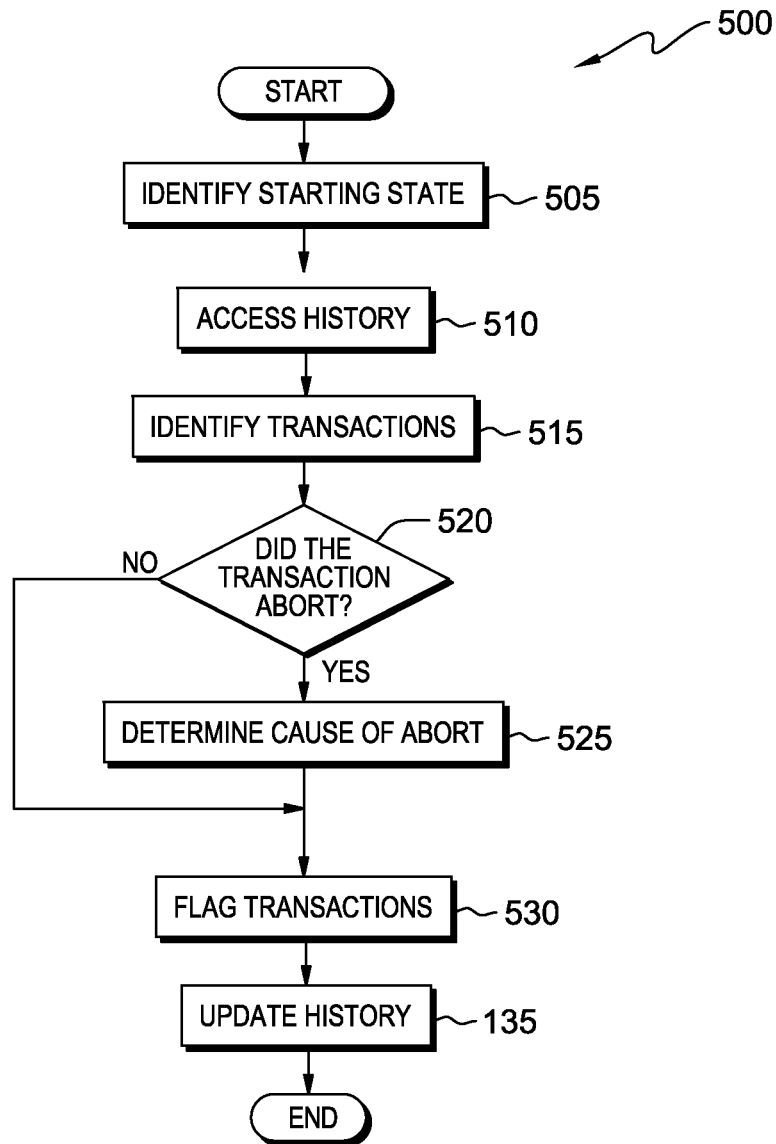 500
START
IDENTIFY STARTING STATE
505
ACCESS HISTORY
510
IDENTIFY TRANSACTIONS
515
520
DID THE
TRANSACTION
ABORT?
NO
YES
DETERMINE CAUSE OF ABORT
525
FLAG TRANSACTIONS
530
UPDATE HISTORY
135
END